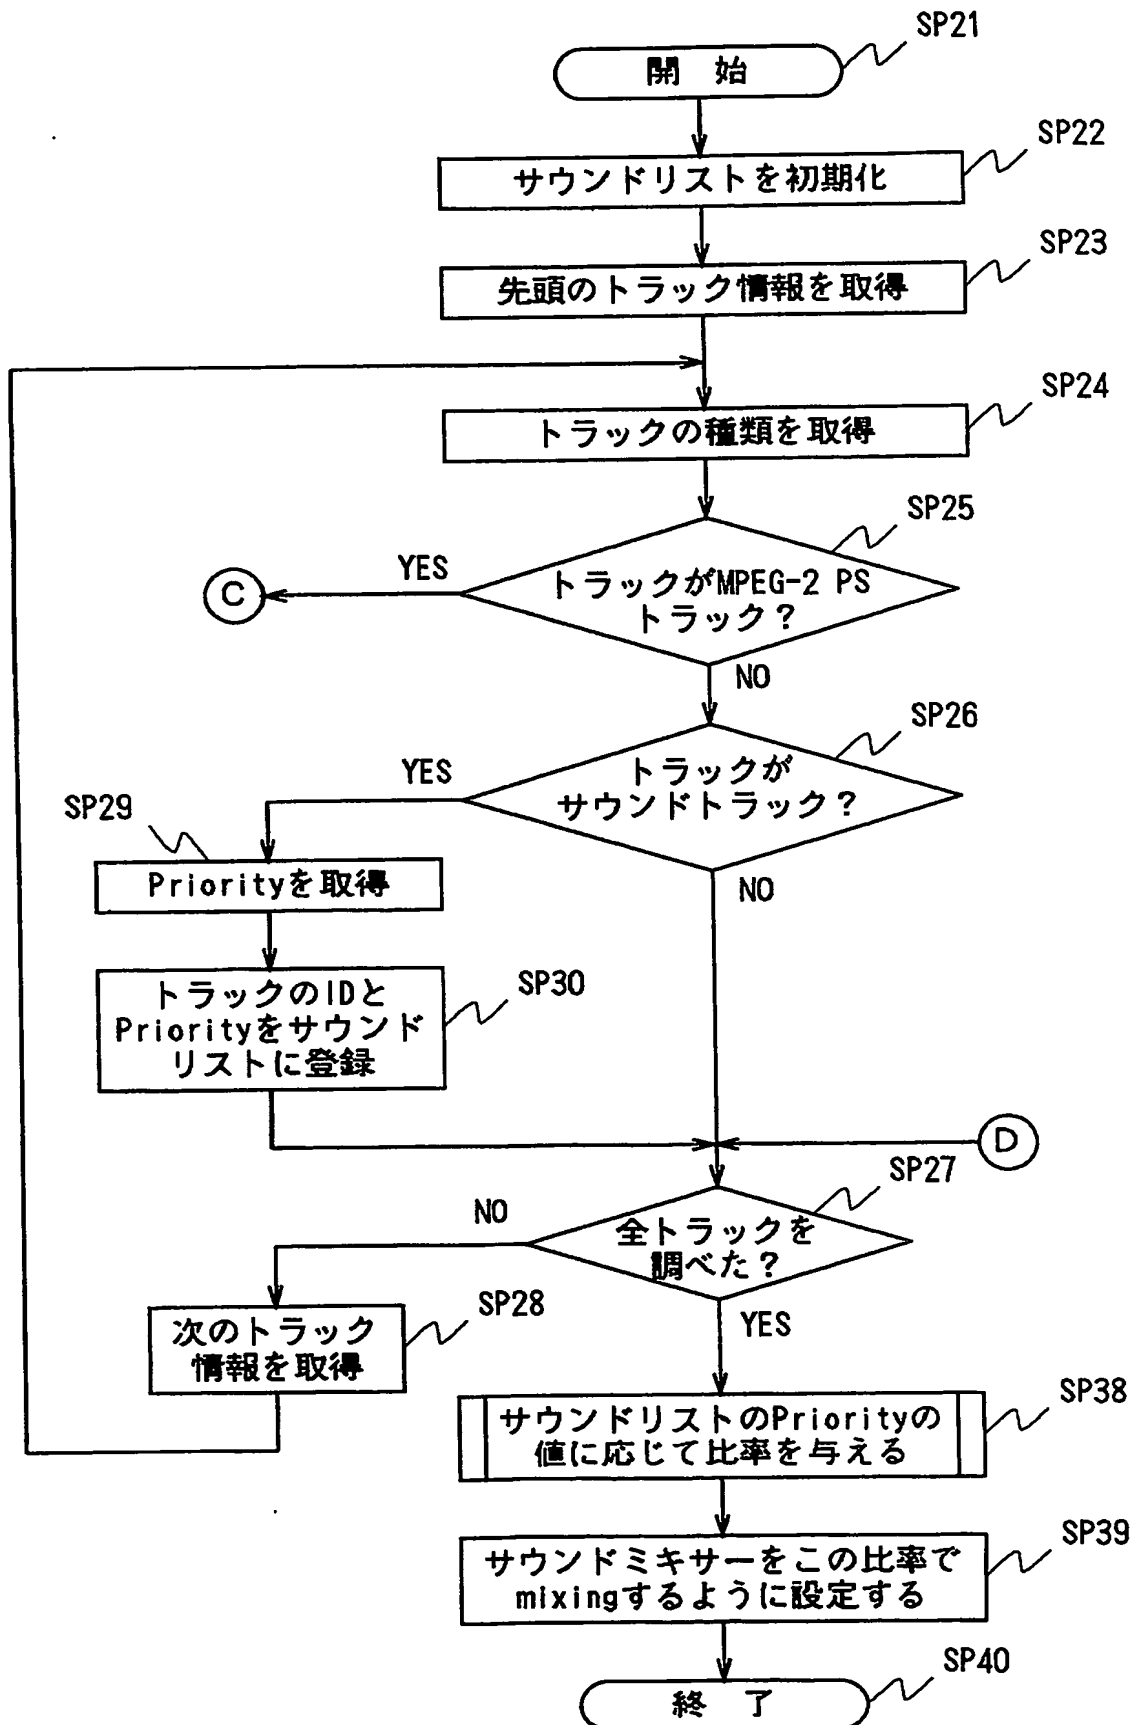 SP21
開 始
SP22
サウンドリストを初期化
SP23
先頭のトラック情報を取得
SP24
トラックの種類を取得
SP25
YES
C
トラックがMPEG-2 PS
トラック?
NO
SP26
YES
トラックが
サウンドトラック?
SP29
Priorityを取得
NO
SP30
トラックのIDと
Priorityをサウンド
リストに登録
D
SP27
NO
全トラックを
調べた?
SP28
YES
次のトラック
情報を取得
SP38
サウンドリストのPriorityの
値に応じて比率を与える
SP39
サウンドミキサーをこの比率で
mixingするように設定する
SP40
終 了